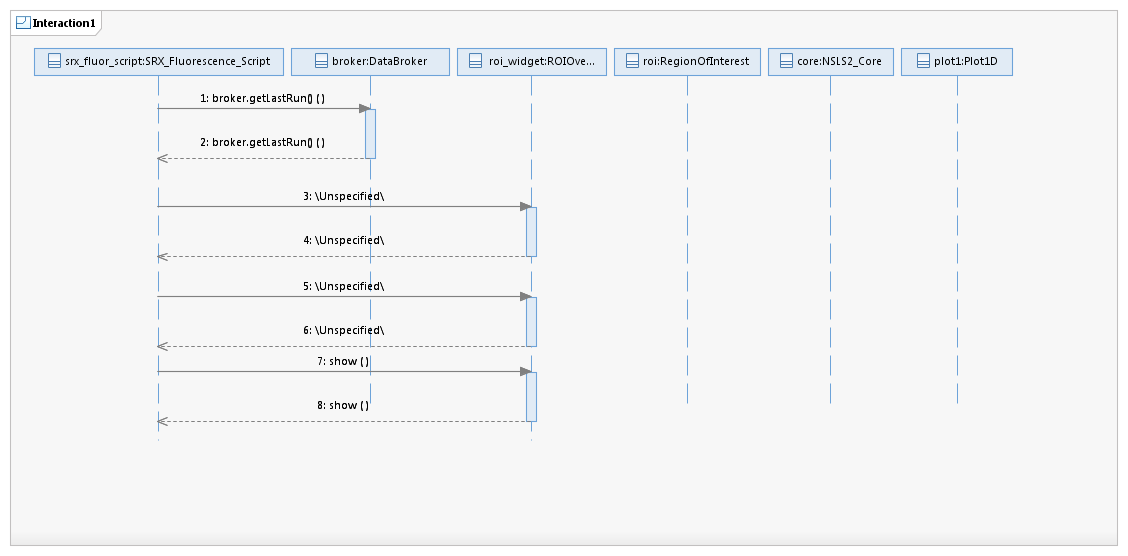 Interaction1
srx_fluor_script:SRX_Fluorescence_Script
broker:DataBroker
roi_widget:ROIOve...
roi:RegionOfInterest
core:NSLS2_Core
plot1:Plot1D
1: broker.getLastRun() ( )
2: broker.getLastRun() ( )
3: \Unspecified\
4: \Unspecified\
5: \Unspecified\
6: \Unspecified\
7: show ( )
8: show ( )